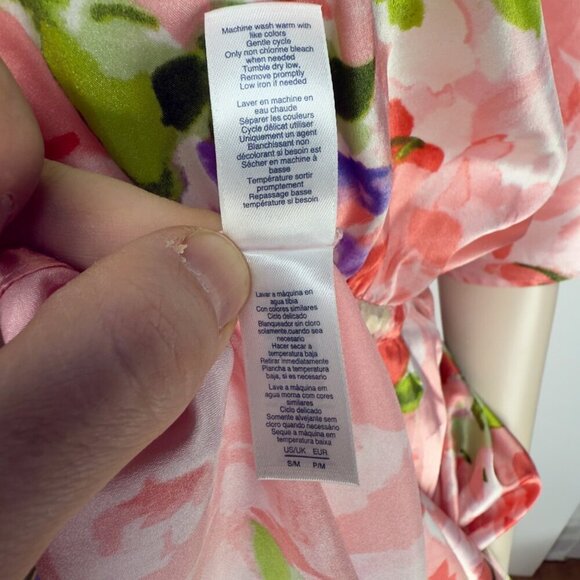 Machine wash warm with
like colors
Gentle cycle
Only non chlorine bleach
when needed
Tumble dry low,
Remove promptly
Low iron if needed
Laver en machine en
eau chaude
Séparer les couleurs
Cycle délicat utiliser
Uniquement un agent
Blanchissant non
décolorant si besoin est
Sêcher en machine à
basse
Température sortir
promptement
Repassage basse
température si besoin
Lavar a máquina en
agua tibia
Con colores similares
Ciclo delicado
Blanqueador sin cloro
solamente,cuando sea
necesario
Hacer secar a
temperatura baja
Retirar inmediatamente
Plancha a temperatura
baja, si es necesario
Lave a máquina em
água morna com cores
similares
Ciclo delicado
Somente alvejante sem
cloro quando necessário
Seque a máquina em
temperatura baixa
US/UK EUR
S/M P/M